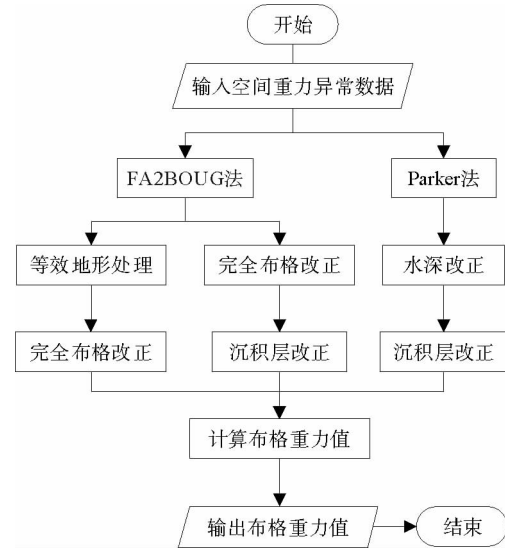 开始
输入空间重力异常数据
FA2BOUG法
Parker法
等效地形处理
完全布格改正
水深改正
完全布格改正
沉积层改正
沉积层改正
计算布格重力值
输出布格重力值
结束